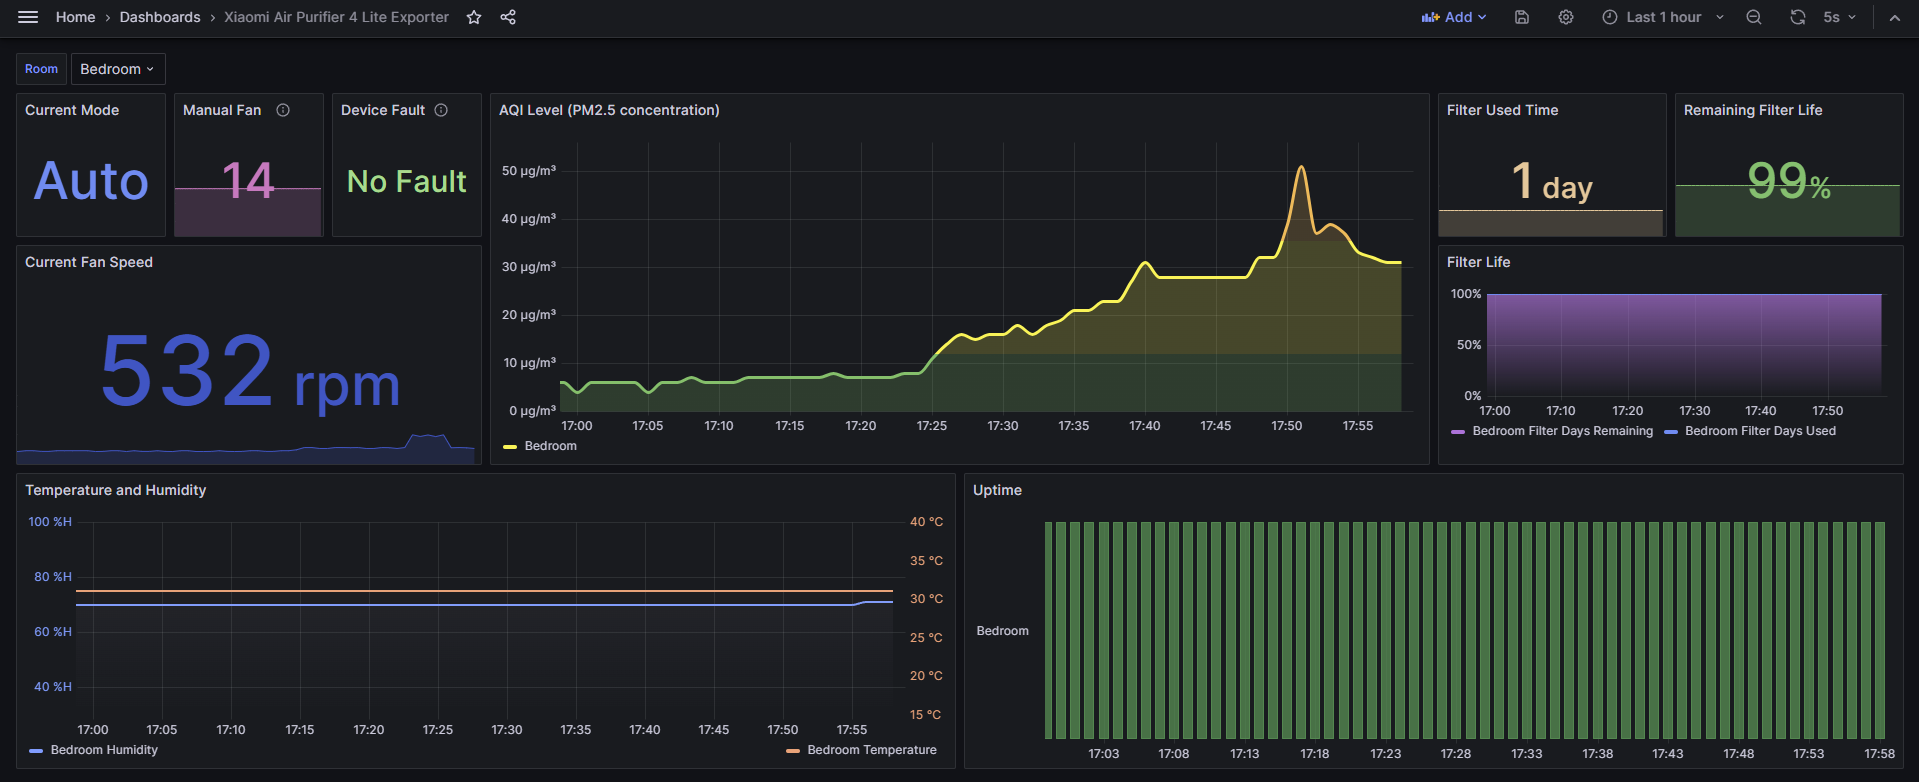 Home › Dashboards › Xiaomi Air Purifier 4 Lite Exporter
Add
Last 1 hour
5s
Room
Bedroom
Current Mode
Auto
Manual Fan
14
Device Fault
No Fault
Current Fan Speed
532 rpm
AQI Level (PM2.5 concentration)
50 μg/m³
40 μg/m³
30 μg/m³
20 μg/m³
10 μg/m³
0 μg/m³
17:00 17:05 17:10 17:15 17:20 17:25 17:30 17:35 17:40 17:45 17:50 17:55
Bedroom
Filter Used Time
1 day
Remaining Filter Life
99%
Filter Life
100%
50%
0%
17:00 17:10 17:20 17:30 17:40 17:50
Bedroom Filter Days Remaining Bedroom Filter Days Used
Temperature and Humidity
100 %H
80 %H
60 %H
40 %H
40 °C
35 °C
30 °C
25 °C
20 °C
15 °C
17:00 17:05 17:10 17:15 17:20 17:25 17:30 17:35 17:40 17:45 17:50 17:55
Bedroom Humidity
Bedroom Temperature
Uptime
Bedroom
17:03 17:08 17:13 17:18 17:23 17:28 17:33 17:38 17:43 17:48 17:53 17:58